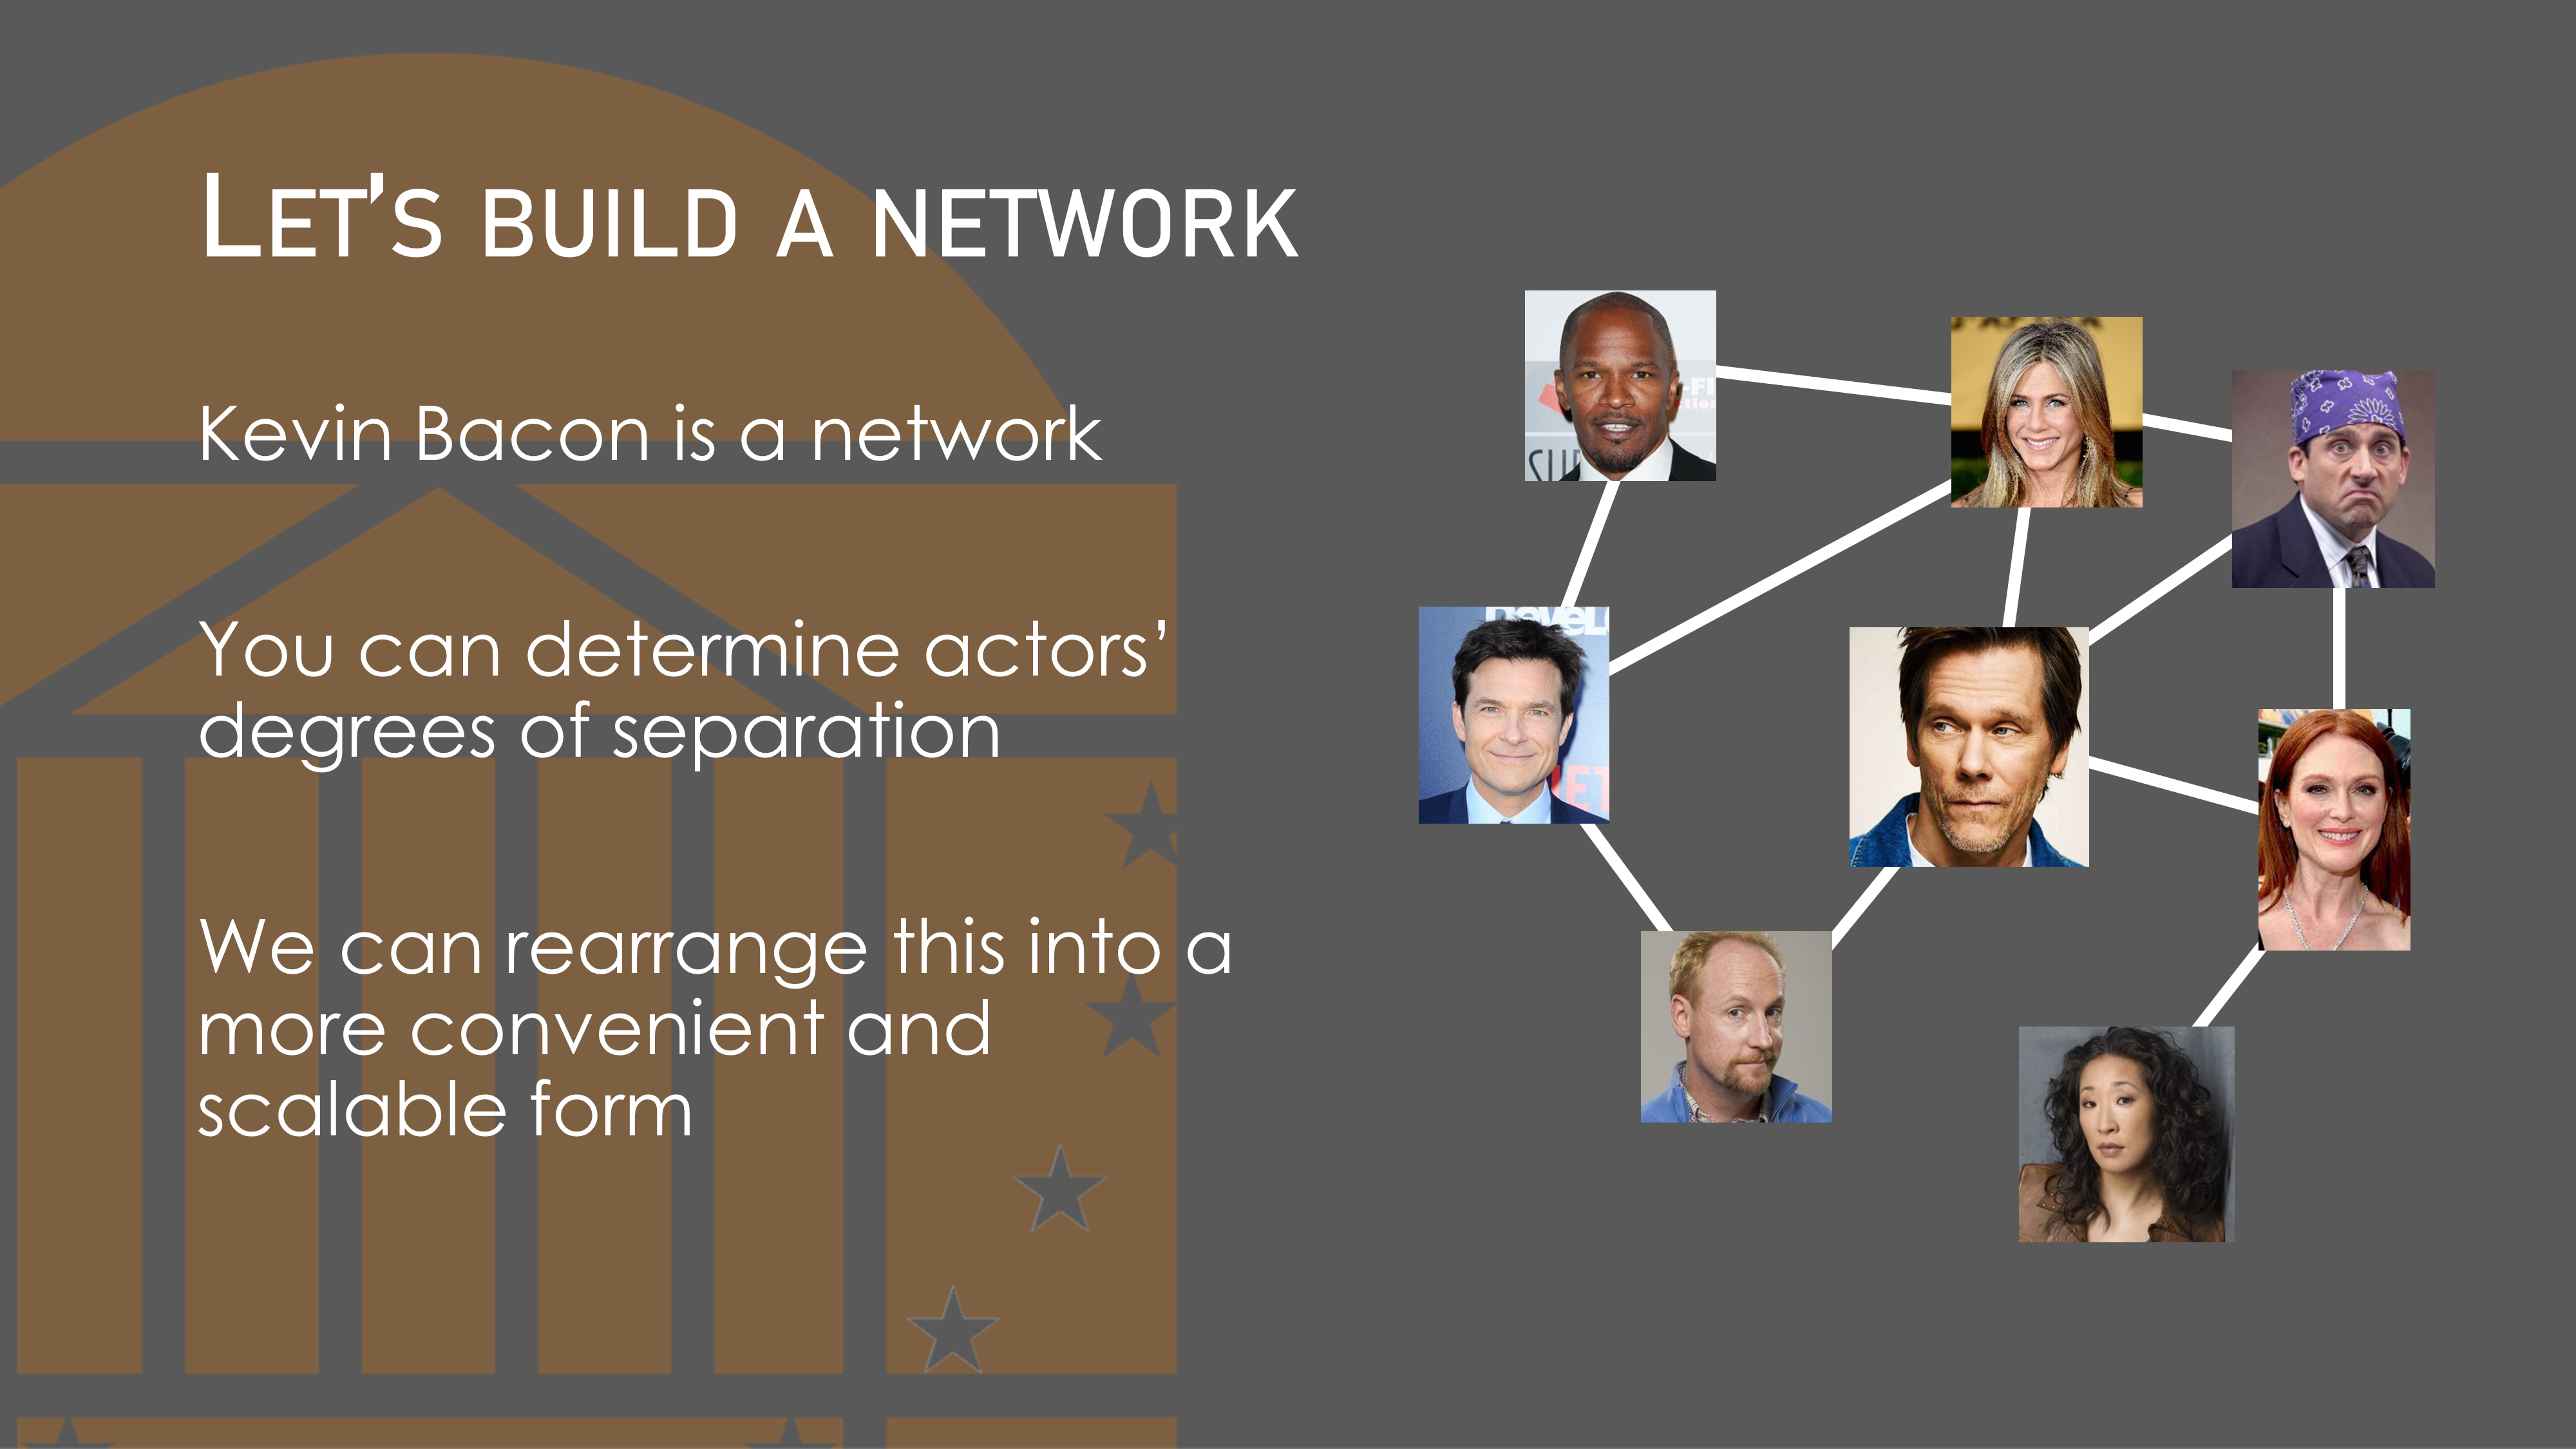 Let's build a network
Kevin Bacon is a network
You can determine actors'
degrees of separation
We can rearrange this into a
more convenient and
scalable form